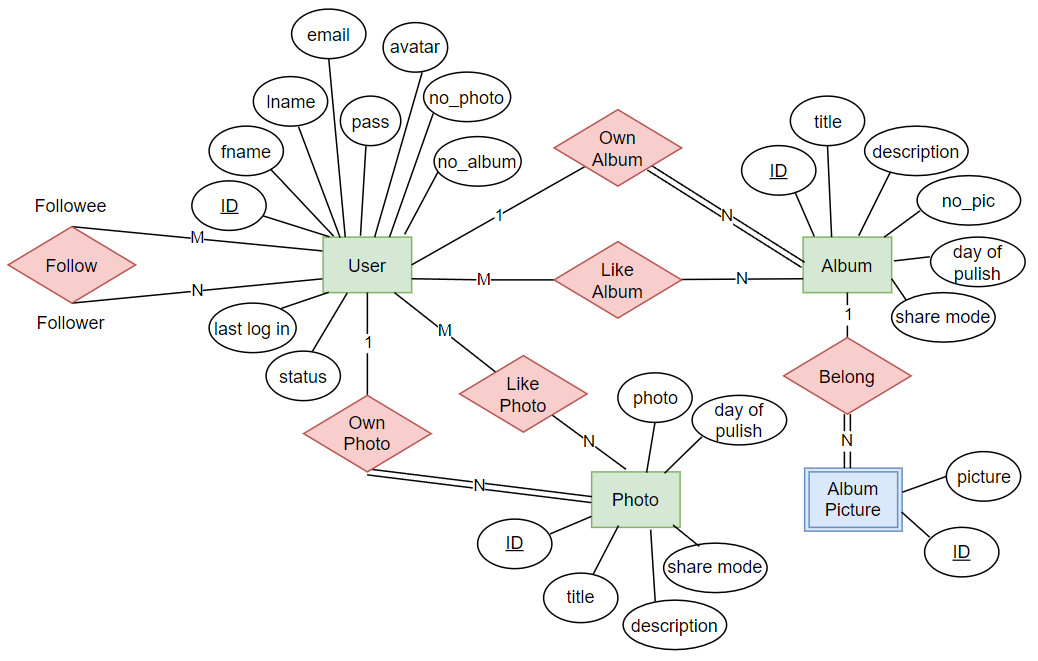 email
avatar
lname
pass
no_photo
fname
no_album
ID
Followee
M
Follow
N
Follower
User
last log in
status
1
Own
Album
N
title
ID
description
no_pic
Album
day of
pulish
share mode
M
Like
Album
N
1
Belong
N
Album
Picture
picture
ID
1
Own
Photo
N
M
Like
Photo
N
photo
day of
pulish
Photo
ID
title
description
share mode